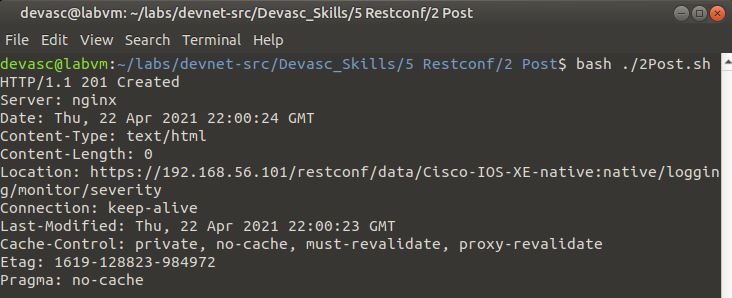 devasc@labvm: ~/labs/devnet-src/Devasc_Skills/5 Restconf/2 Post
File Edit View Search Terminal Help
devasc@labvm:~/labs/devnet-src/Devasc_Skills/5 Restconf/2 Post$ bash ./2Post.sh
HTTP/1.1 201 Created
Server: nginx
Date: Thu, 22 Apr 2021 22:00:24 GMT
Content-Type: text/html
Content-Length: 0
Location: https://192.168.56.101/restconf/data/Cisco-IOS-XE-native:native/loggin
g/monitor/severity
Connection: keep-alive
Last-Modified: Thu, 22 Apr 2021 22:00:23 GMT
Cache-Control: private, no-cache, must-revalidate, proxy-revalidate
Etag: 1619-128823-984972
Pragma: no-cache